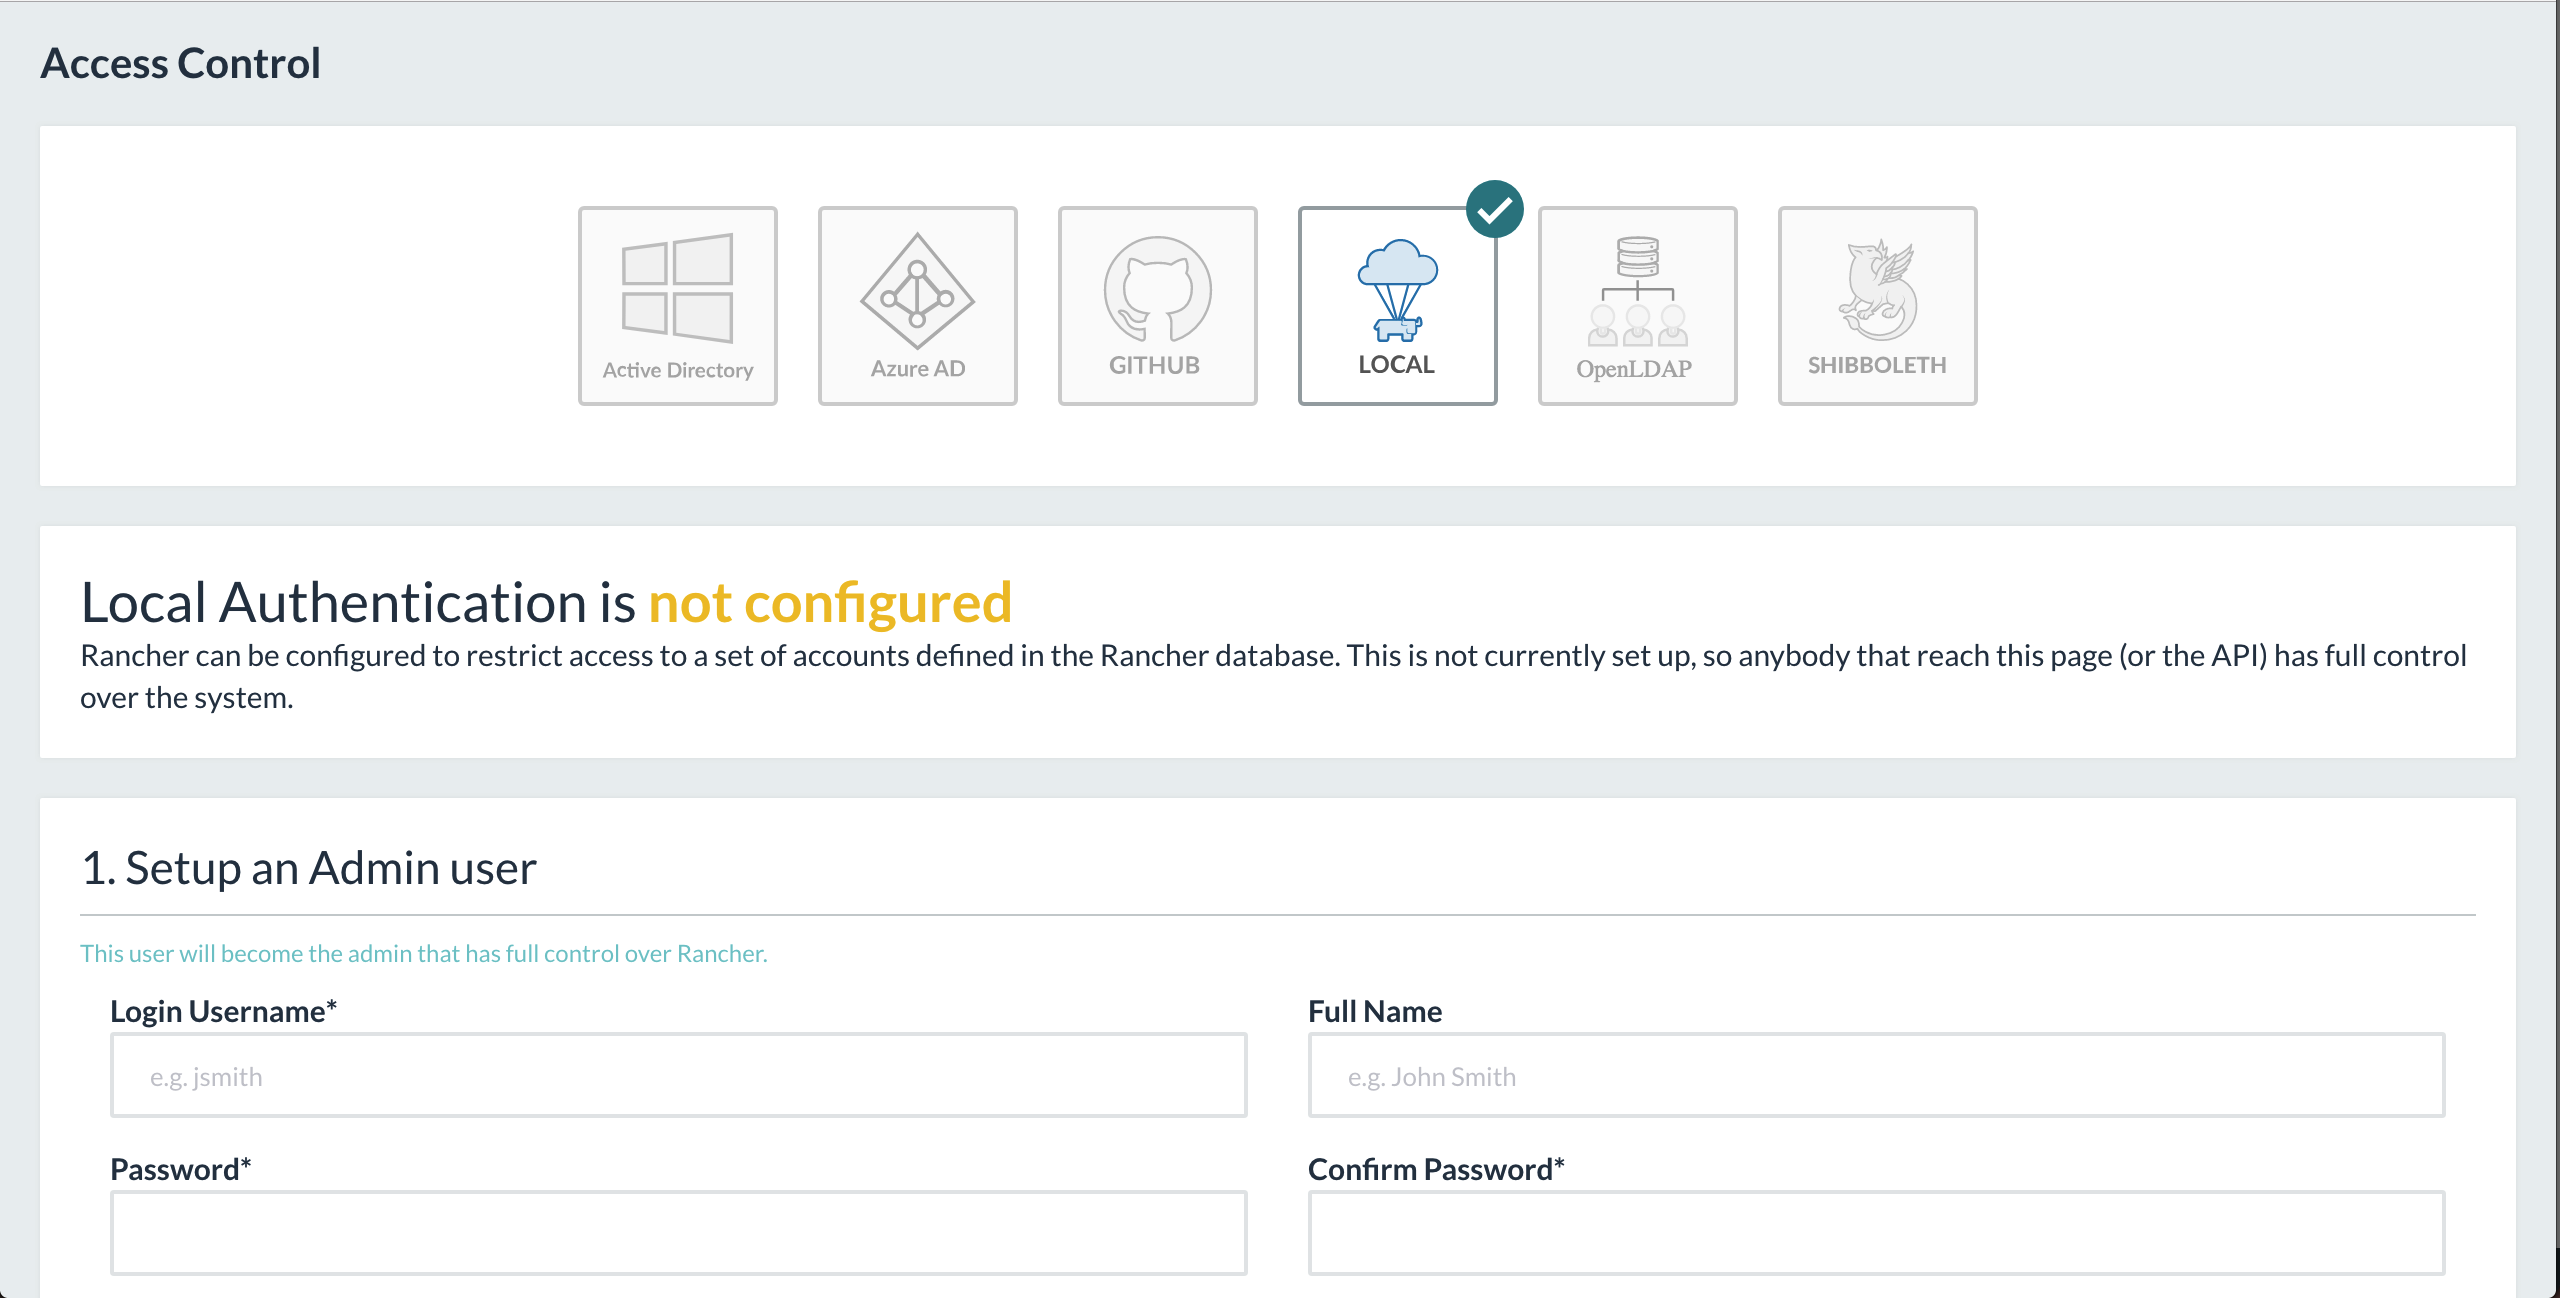 Access Control
Active Directory
Azure AD
GITHUB
LOCAL
OpenLDAP
SHIBBOLETH
Local Authentication is not configured
Rancher can be configured to restrict access to a set of accounts defined in the Rancher database. This is not currently set up, so anybody that reach this page (or the API) has full control
over the system.
1. Setup an Admin user
This user will become the admin that has full control over Rancher.
Login Username*
Full Name
e.g. jsmith
e.g. John Smith
Password*
Confirm Password*